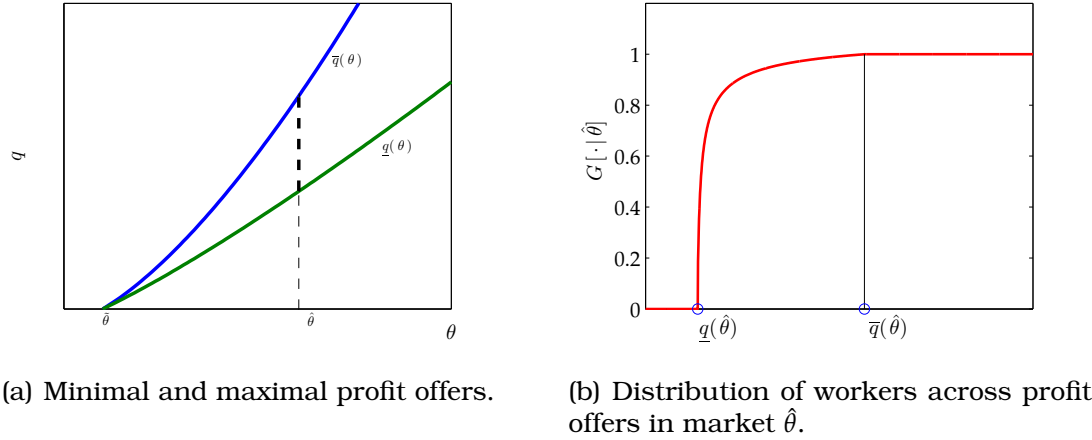 q
q̅(θ)
q̲(θ)
θ̂
θ̂
θ
(a) Minimal and maximal profit offers.
G[·|θ̂]
1
0.8
0.6
0.4
0.2
0
q̲(θ̂)
q̅(θ̂)
(b) Distribution of workers across profit
offers in market θ̂.